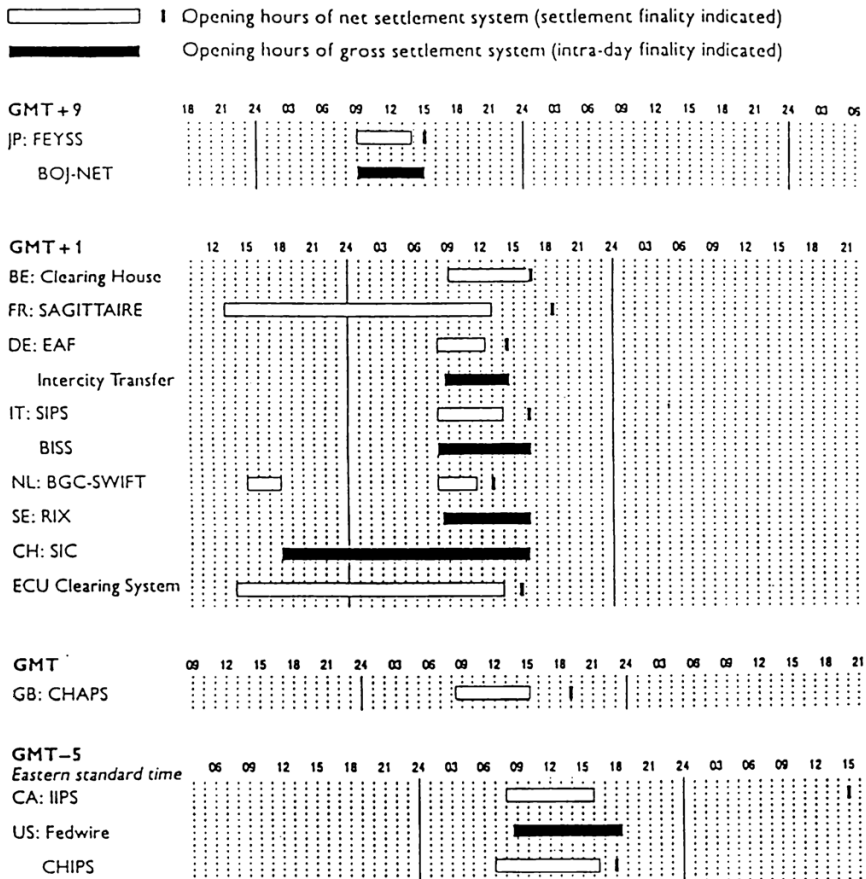 Opening hours of net settlement system (settlement finality indicated)
Opening hours of gross settlement system (intra-day finality indicated)
GMT+9 18 21 24 03 06 09 12 15 18 21 24 03 06 09 12 15 18 21 24 03 06
JP: FEYSS
BOJ-NET
GMT+1 12 15 18 21 24 03 06 09 12 15 18 21 24 03 06 09 12 15 18 21
BE: Clearing House
FR: SAGITTAIRE
DE: EAF
Intercity Transfer
IT: SIPS
BISS
NL: BGC-SWIFT
SE: RIX
CH: SIC
ECU Clearing System
GMT 09 12 15 18 21 24 03 06 09 12 15 18 21 24 03 06 09 12 15 18 21
GB: CHAPS
GMT–5 06 09 12 15 18 21 24 03 06 09 12 15 18 21 24 03 06 09 12 15
Eastern standard time
CA: IIPS
US: Fedwire
CHIPS